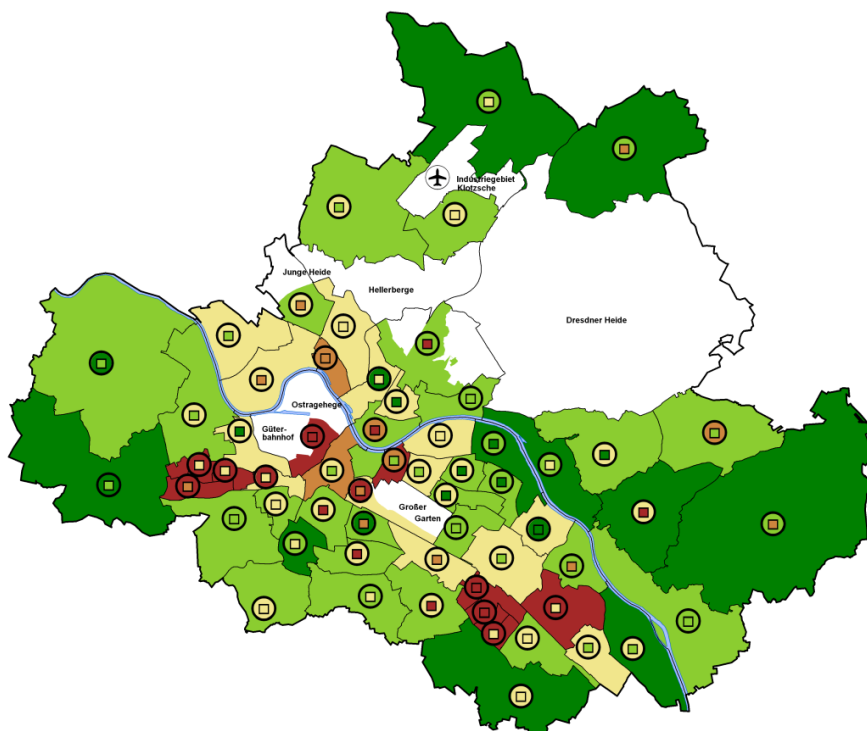 Industriegebiet
Klotzsche
Junge Heide
Hellerberge
Dresdner Heide
Ostragehege
Güter-
bahnhof
Großer
Garten